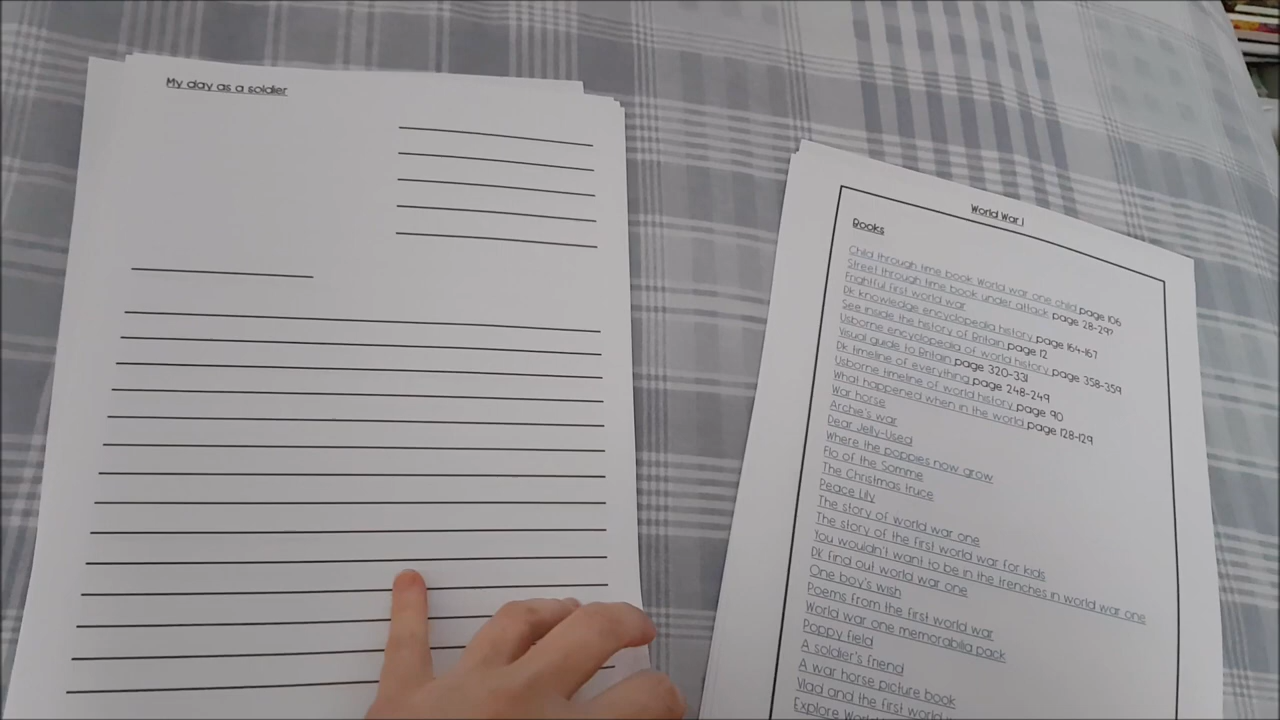 My day as a soldier
World War 1
Books
Child through time book: World war one child page 106
Street through time book under attack page 28-29?
Frightful first world war
Dk knowledge encyclopedia history page 164-167
See inside the history of Britain page 12
Usborne encyclopedia of world history page 358-359
Visual guide to Britain page 320-331
Dk timeline of everything page 248-249
Usborne timeline of world history page 90
What happened when in the world page 128-129
War horse
Archie's war
Dear Jelly-Used
Where the poppies now grow
Flo of the Somme
The Christmas truce
Peace Lily
The story of world war one
The story of the first world war for kids
You wouldn't want to be in the trenches in world war one
Dk find out world war one
One boy's wish
Poems from the first world war
World war one memorabilia pack
Poppy field
A soldier's friend
A war horse picture book
Vlad and the first world
Explore World